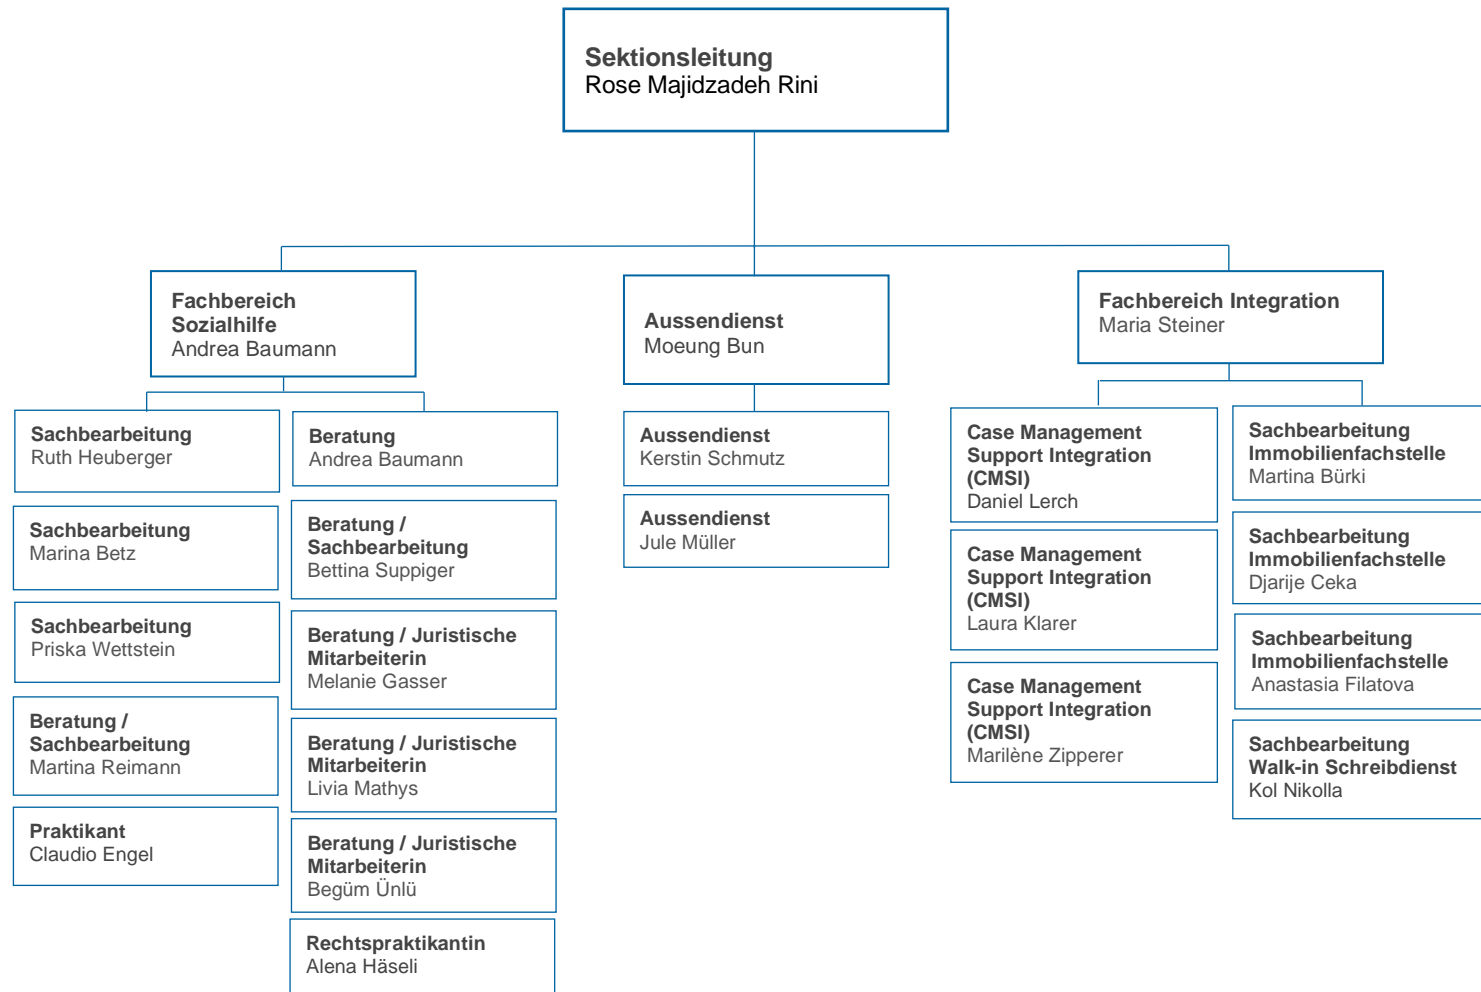 Sektionsleitung
Rose Majidzadeh Rini
Fachbereich
Sozialhilfe
Andrea Baumann
Aussendienst
Moeung Bun
Fachbereich Integration
Maria Steiner
Sachbearbeitung
Ruth Heuberger
Sachbearbeitung
Marina Betz
Sachbearbeitung
Priska Wettstein
Beratung /
Sachbearbeitung
Martina Reimann
Praktikant
Claudio Engel
Beratung
Andrea Baumann
Beratung /
Sachbearbeitung
Bettina Suppiger
Beratung / Juristische
Mitarbeiterin
Melanie Gasser
Beratung / Juristische
Mitarbeiterin
Livia Mathys
Beratung / Juristische
Mitarbeiterin
Begüm Ünlü
Rechtspraktikantin
Alena Häseli
Aussendienst
Kerstin Schmutz
Aussendienst
Jule Müller
Case Management
Support Integration
(CMSI)
Daniel Lerch
Case Management
Support Integration
(CMSI)
Laura Klarer
Case Management
Support Integration
(CMSI)
Marilène Zipperer
Sachbearbeitung
Immobilienfachstelle
Martina Bürki
Sachbearbeitung
Immobilienfachstelle
Djarije Ceka
Sachbearbeitung
Immobilienfachstelle
Anastasia Filatova
Sachbearbeitung
Walk-in Schreibdienst
Kol Nikolla